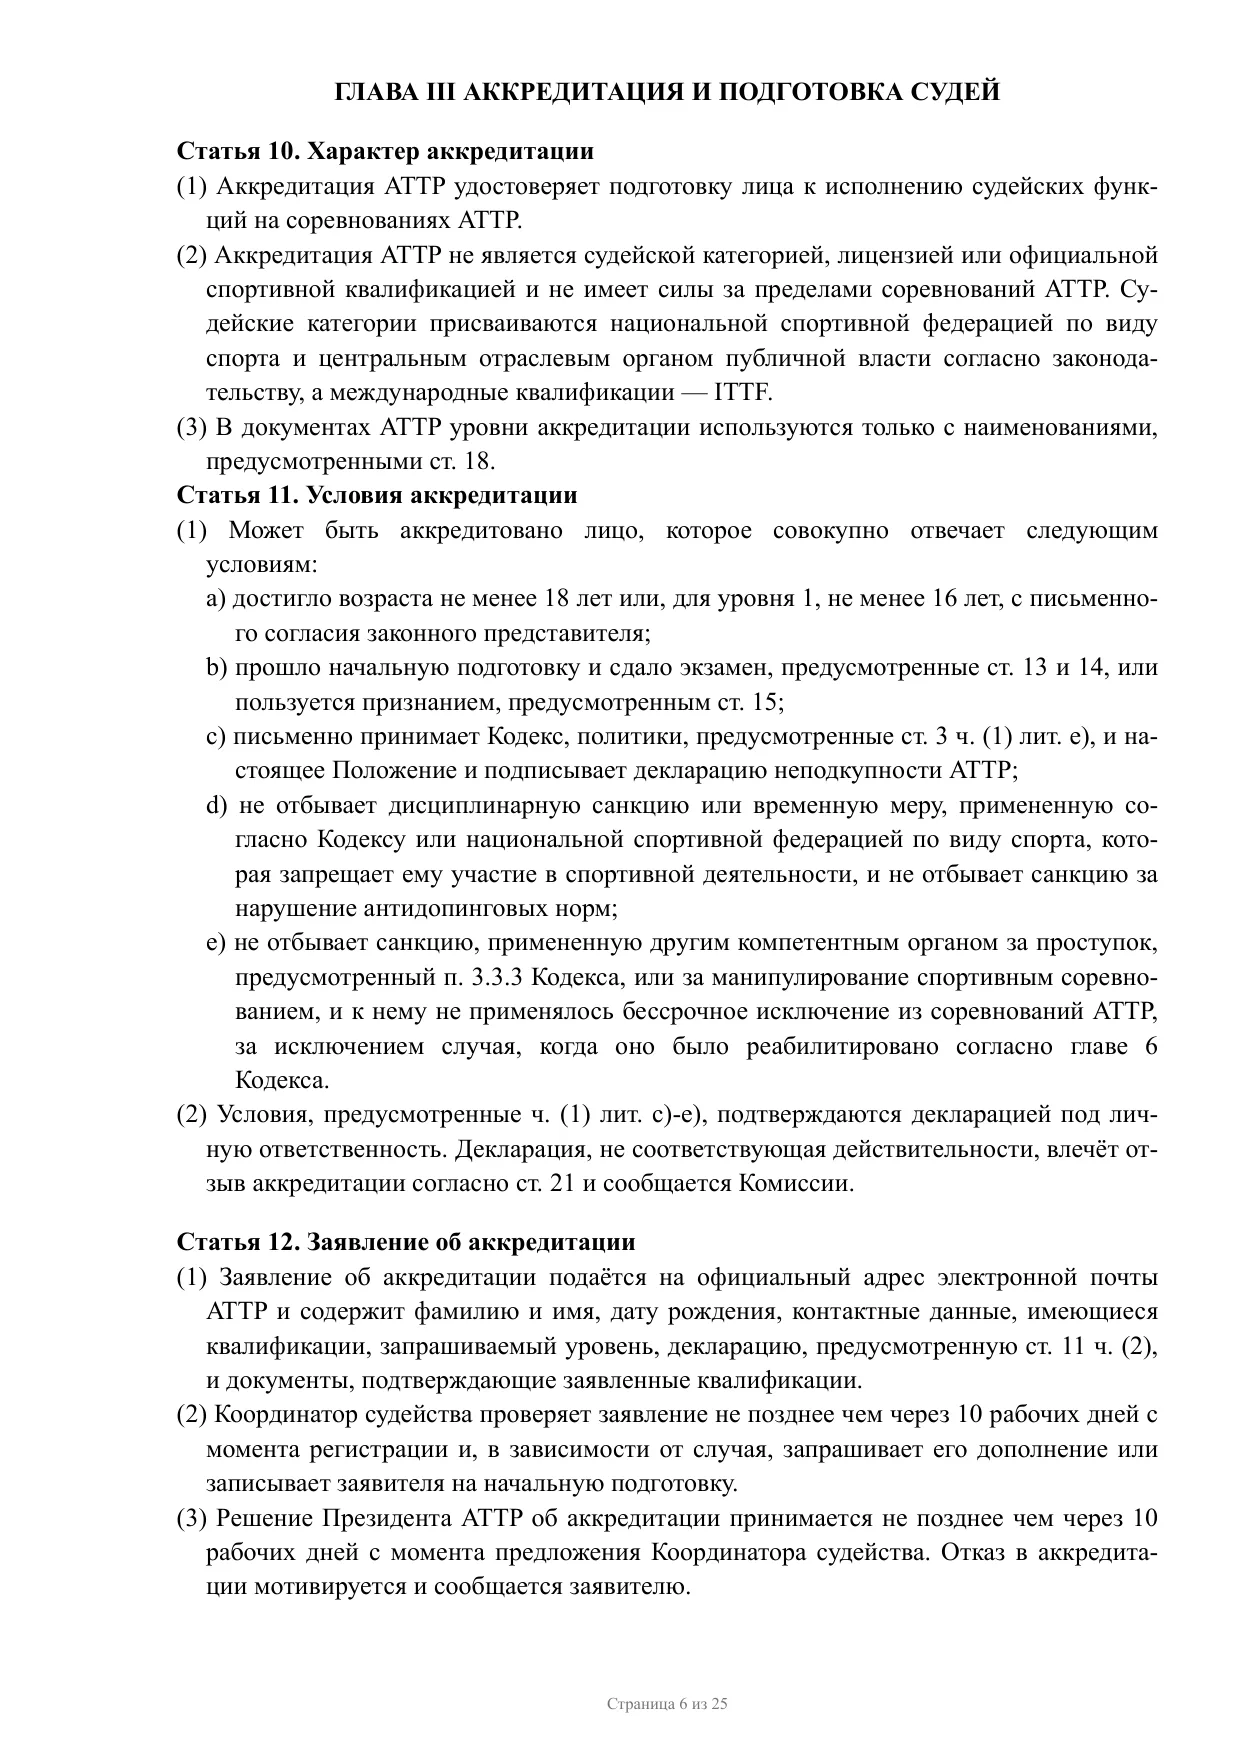 ГЛАВА III АККРЕДИТАЦИЯ И ПОДГОТОВКА СУДЕЙ
Статья 10. Характер аккредитации
(1) Аккредитация АТТР удостоверяет подготовку лица к исполнению судейских функ-
ций на соревнованиях АТТР.
(2) Аккредитация АТТР не является судейской категорией, лицензией или официальной
спортивной квалификацией и не имеет силы за пределами соревнований АТТР. Су-
дейские категории присваиваются национальной спортивной федерацией по виду
спорта и центральным отраслевым органом публичной власти согласно законода-
тельству, а международные квалификации — ITTF.
(3) В документах АТТР уровни аккредитации используются только с наименованиями,
предусмотренными ст. 18.
Статья 11. Условия аккредитации
(1) Может быть аккредитовано лицо, которое совокупно отвечает следующим
условиям:
a) достигло возраста не менее 18 лет или, для уровня 1, не менее 16 лет, с письменно-
го согласия законного представителя;
b) прошло начальную подготовку и сдало экзамен, предусмотренные ст. 13 и 14, или
пользуется признанием, предусмотренным ст. 15;
c) письменно принимает Кодекс, политики, предусмотренные ст. 3 ч. (1) лит. e), и на-
стоящее Положение и подписывает декларацию неподкупности АТТР;
d) не отбывает дисциплинарную санкцию или временную меру, примененную со-
гласно Кодексу или национальной спортивной федерацией по виду спорта, кото-
рая запрещает ему участие в спортивной деятельности, и не отбывает санкцию за
нарушение антидопинговых норм;
e) не отбывает санкцию, примененную другим компетентным органом за проступок,
предусмотренный п. 3.3.3 Кодекса, или за манипулирование спортивным соревно-
ванием, и к нему не применялось бессрочное исключение из соревнований АТТР,
за исключением случая, когда оно было реабилитировано согласно главе 6
Кодекса.
(2) Условия, предусмотренные ч. (1) лит. c)-e), подтверждаются декларацией под лич-
ную ответственность. Декларация, не соответствующая действительности, влечёт от-
зыв аккредитации согласно ст. 21 и сообщается Комиссии.
Статья 12. Заявление об аккредитации
(1) Заявление об аккредитации подаётся на официальный адрес электронной почты
АТТР и содержит фамилию и имя, дату рождения, контактные данные, имеющиеся
квалификации, запрашиваемый уровень, декларацию, предусмотренную ст. 11 ч. (2),
и документы, подтверждающие заявленные квалификации.
(2) Координатор судейства проверяет заявление не позднее чем через 10 рабочих дней с
момента регистрации и, в зависимости от случая, запрашивает его дополнение или
записывает заявителя на начальную подготовку.
(3) Решение Президента АТТР об аккредитации принимается не позднее чем через 10
рабочих дней с момента предложения Координатора судейства. Отказ в аккредита-
ции мотивируется и сообщается заявителю.
Страница 6 из 25